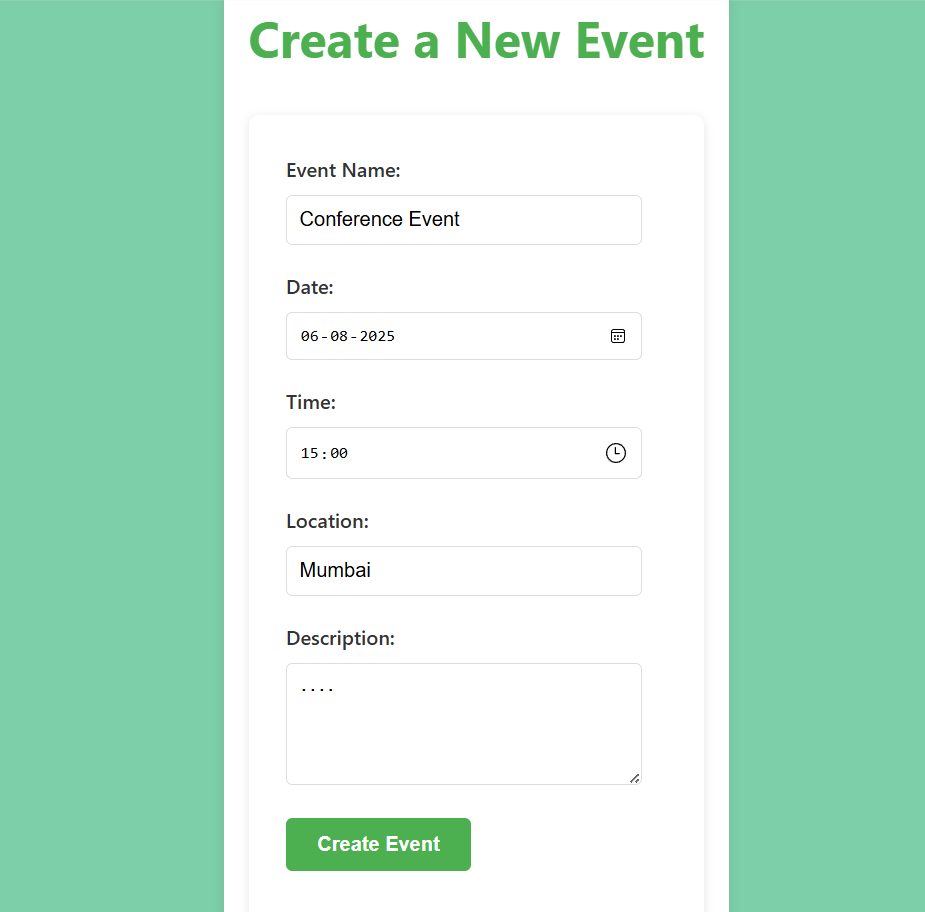 Create a New Event
Event Name:
Conference Event
Date:
06-08-2025
Time:
15:00
Location:
Mumbai
Description:
....
Create Event